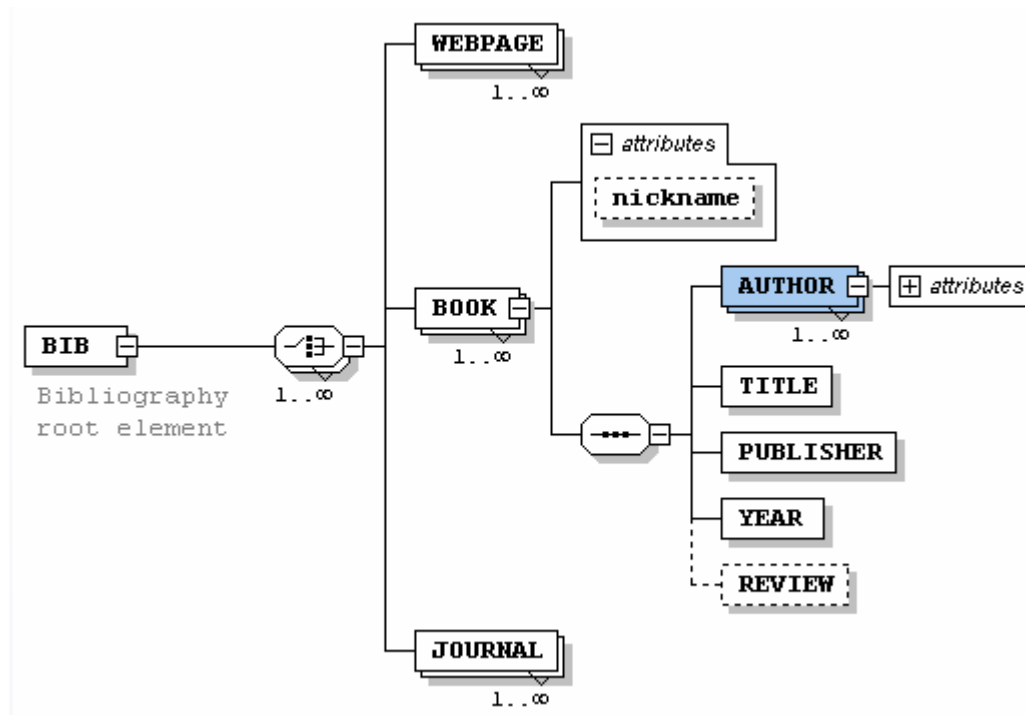 WEBPAGE
1..∞
attributes
nickname
AUTHOR
attributes
1..∞
BOOK
1..∞
BIB
1..∞
Bibliography
root element
TITLE
PUBLISHER
YEAR
REVIEW
JOURNAL
1..∞